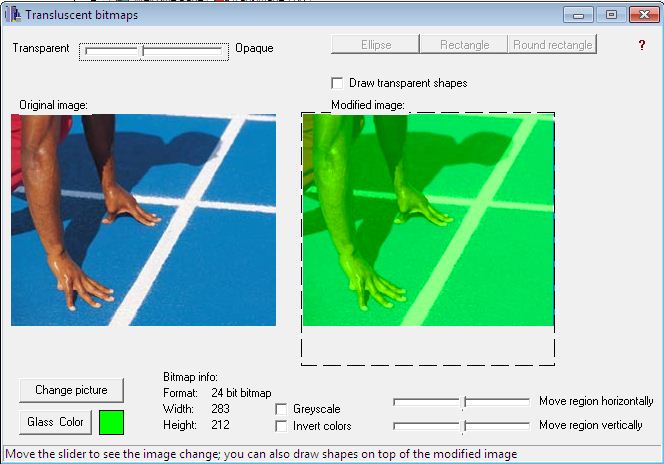 Transluscent bitmaps
Transparent Opaque Ellipse Rectangle Round rectangle ?
Draw transparent shapes
Original image: Modified image:
Change picture
Glass Color
Bitmap info:
Format: 24 bit bitmap
Width: 283
Height: 212
Greyscale
Invert colors
Move region horizontally
Move region vertically
Move the slider to see the image change; you can also draw shapes on top of the modified image